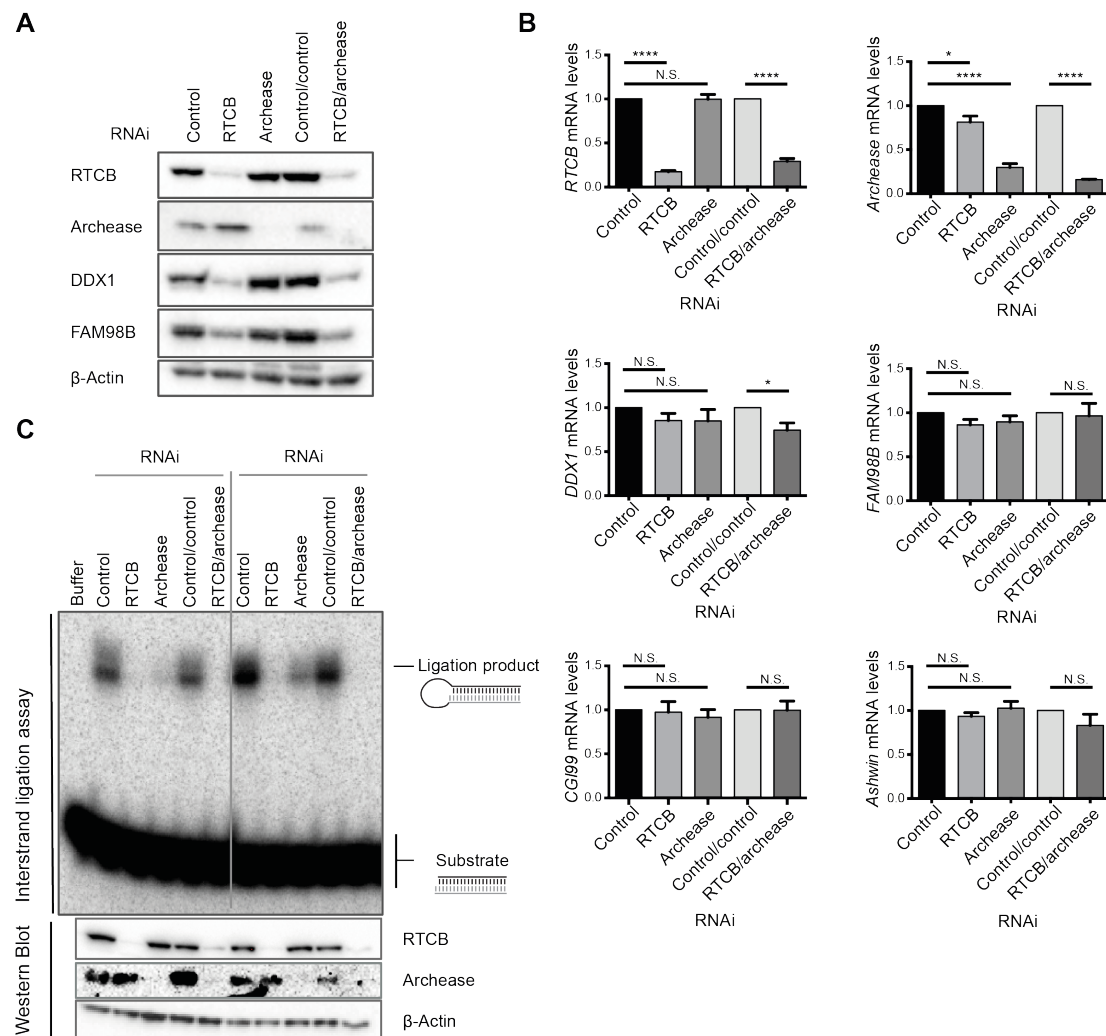 A
RNAi
Control
RTCB
Archease
Control/control
RTCB/archease
RTCB
Archease
DDX1
FAM98B
β-Actin
B
RTCB mRNA levels
1.5
1.0
0.5
0.0
****
N.S.
****
Control
RTCB
Archease
Control/control
RTCB/archease
RNAi
Archease mRNA levels
1.5
1.0
0.5
0.0
*
****
****
Control
RTCB
Archease
Control/control
RTCB/archease
RNAi
DDX1 mRNA levels
1.5
1.0
0.5
0.0
N.S.
N.S.
*
Control
RTCB
Archease
Control/control
RTCB/archease
RNAi
FAM98B mRNA levels
1.5
1.0
0.5
0.0
N.S.
N.S.
N.S.
Control
RTCB
Archease
Control/control
RTCB/archease
RNAi
CGI99 mRNA levels
1.5
1.0
0.5
0.0
N.S.
N.S.
N.S.
Control
RTCB
Archease
Control/control
RTCB/archease
RNAi
Ashwin mRNA levels
1.5
1.0
0.5
0.0
N.S.
N.S.
N.S.
Control
RTCB
Archease
Control/control
RTCB/archease
RNAi
C
RNAi
RNAi
Buffer
Control
RTCB
Archease
Control/control
RTCB/archease
Control
RTCB
Archease
Control/control
RTCB/archease
Interstrand ligation assay
Ligation product
Substrate
Western Blot
RTCB
Archease
β-Actin